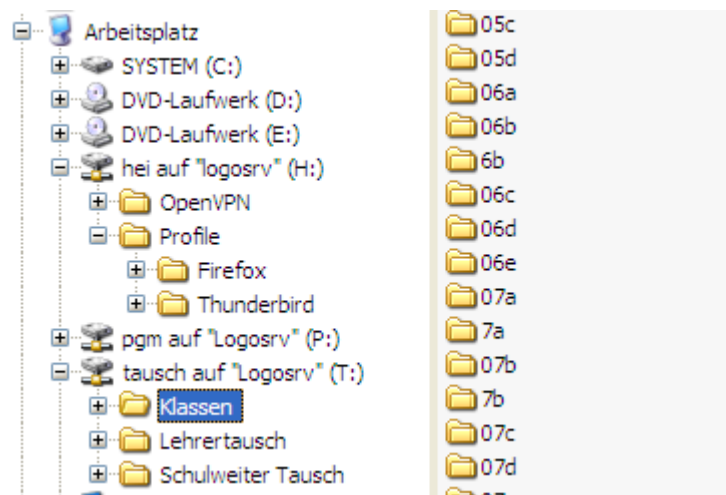 Arbeitsplatz
SYSTEM (C:)
DVD-Laufwerk (D:)
DVD-Laufwerk (E:)
hei auf "logosrv" (H:)
OpenVPN
Profile
Firefox
Thunderbird
pgm auf "Logosrv" (P:)
tausch auf "Logosrv" (T:)
Klassen
Lehrertausch
Schulweiter Tausch
05c
05d
06a
06b
6b
06c
06d
06e
07a
7a
07b
7b
07c
07d